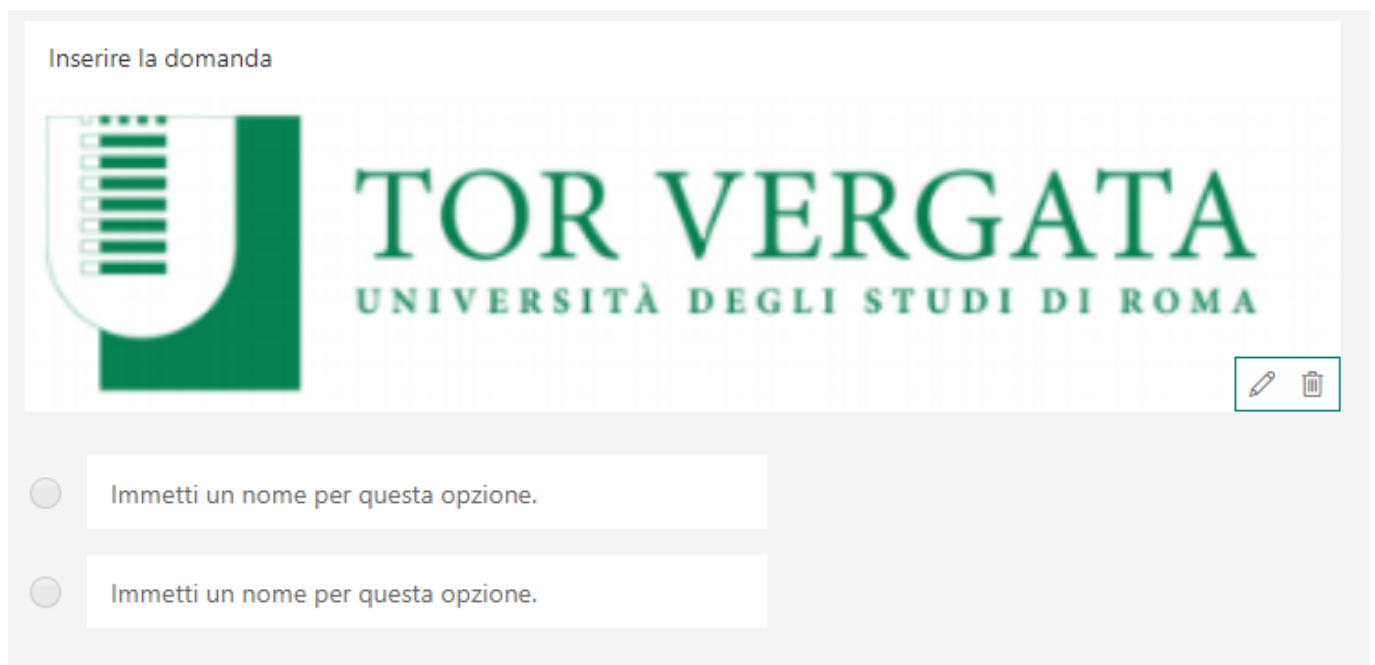 Inserire la domanda
TOR VERGATA
UNIVERSITÀ DEGLI STUDI DI ROMA
Immetti un nome per questa opzione.
Immetti un nome per questa opzione.